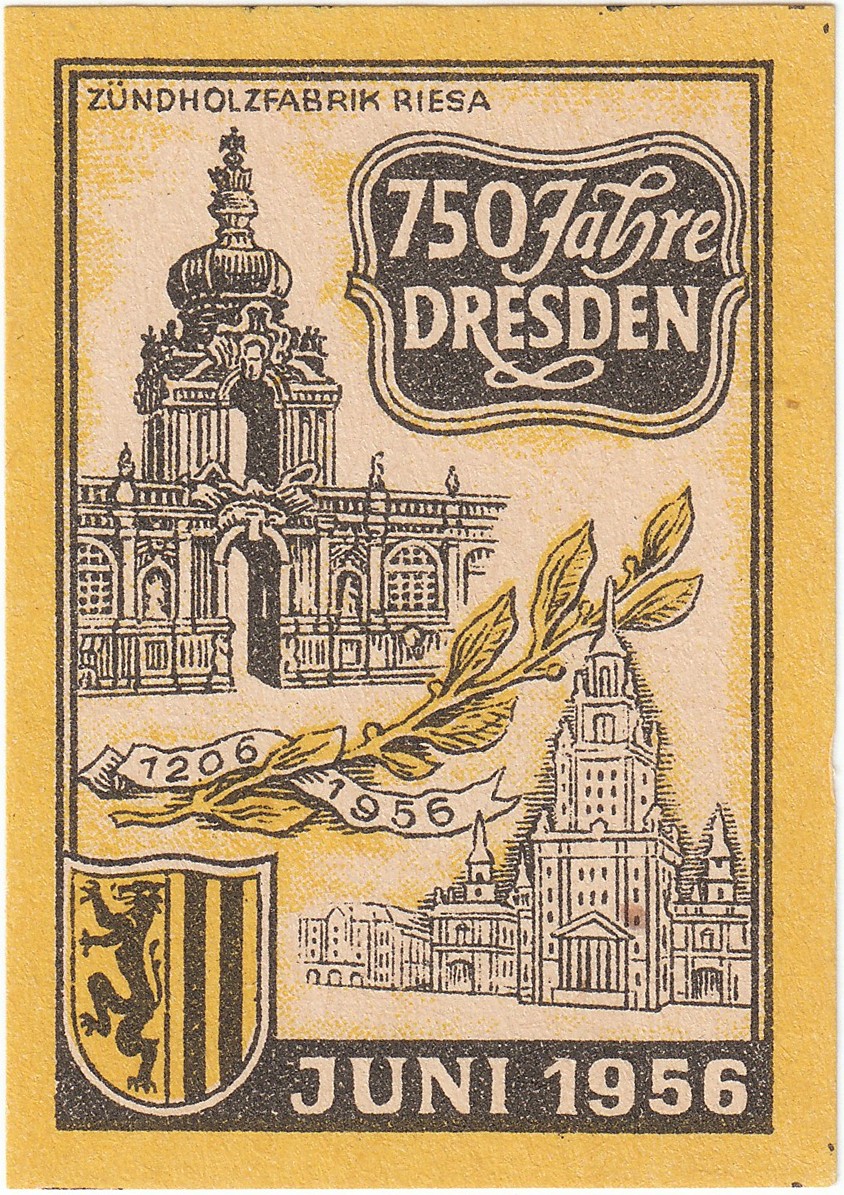 ZÜNDHOLZFABRIK RIESA
750 Jahre
DRESDEN
1206
1956
JUNI 1956